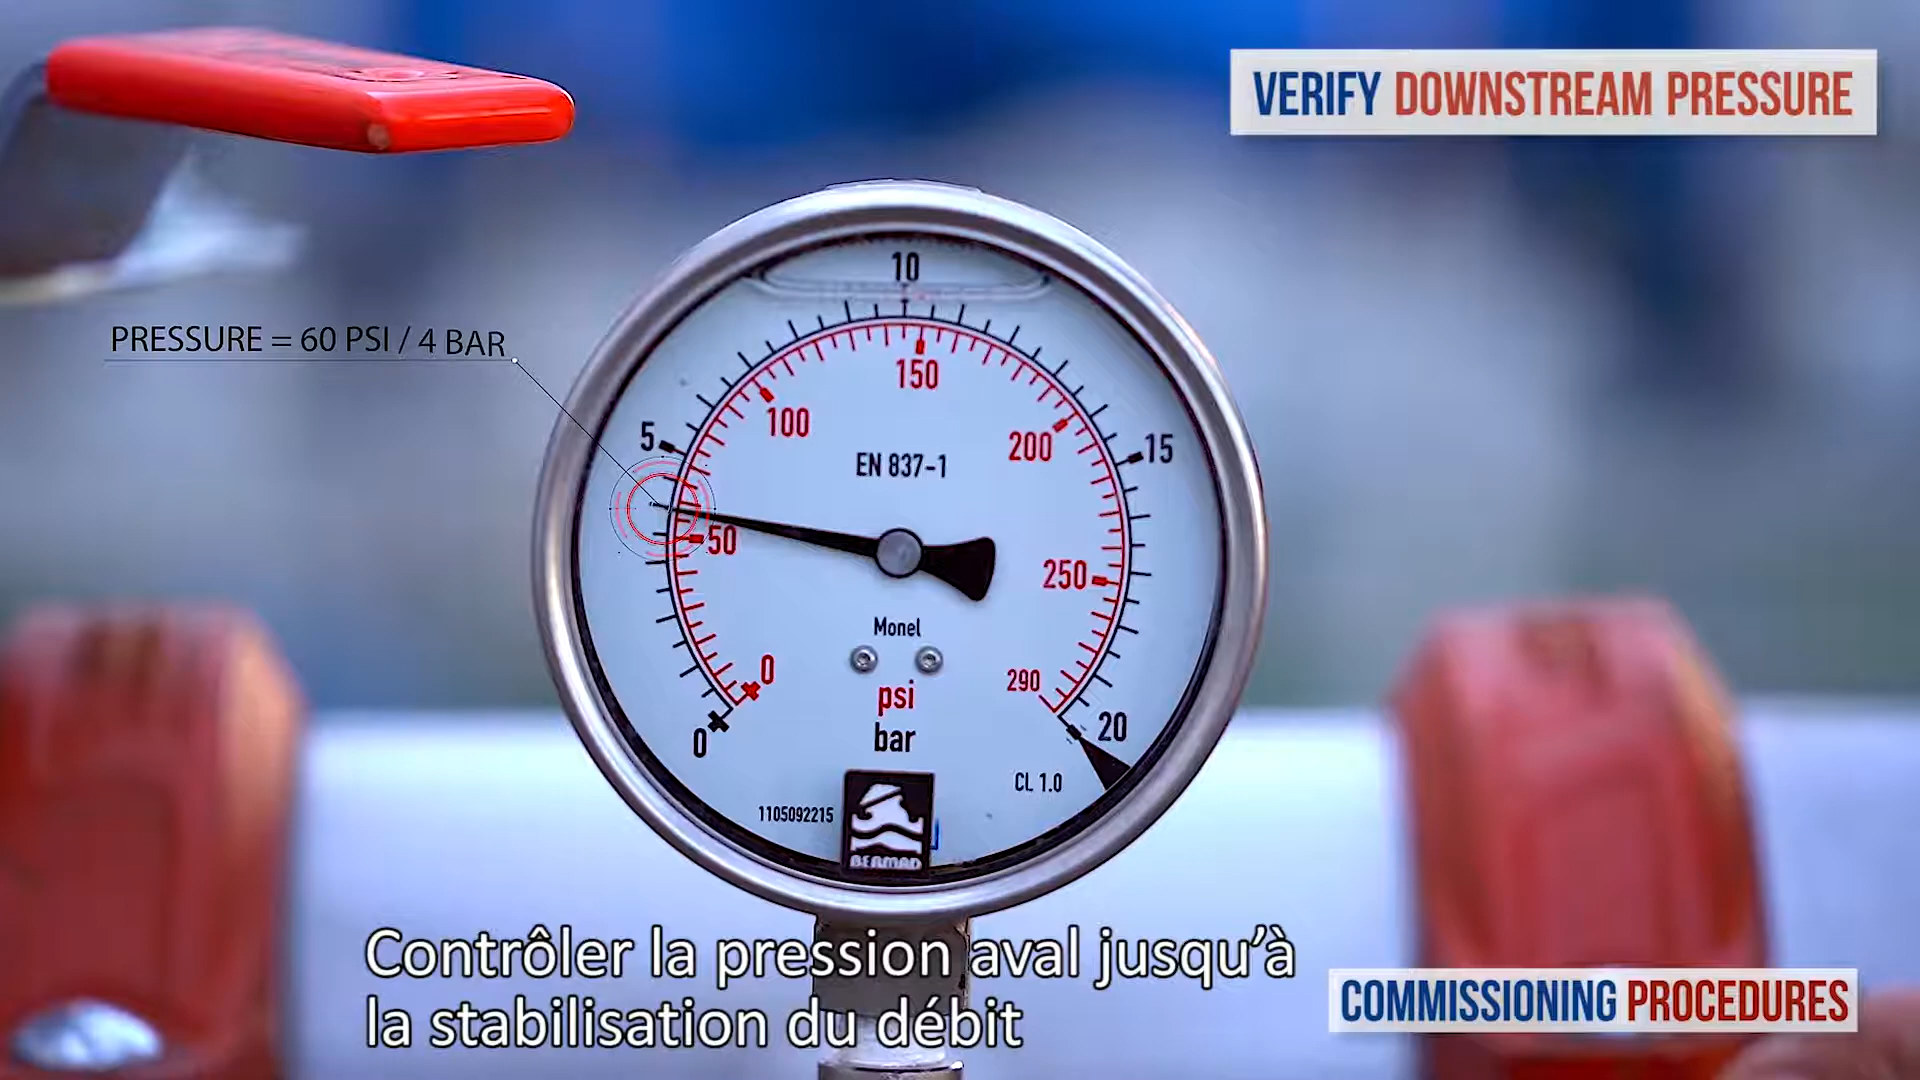 VERIFY DOWNSTREAM PRESSURE
PRESSURE = 60 PSI / 4 BAR
10
150
100
200
5
15
EN 837-1
50
250
Monel
0
290
psi
0
20
bar
CL 1.0
1105092215
BERMAD
Contrôler la pression aval jusqu’à
la stabilisation du débit
COMMISSIONING PROCEDURES